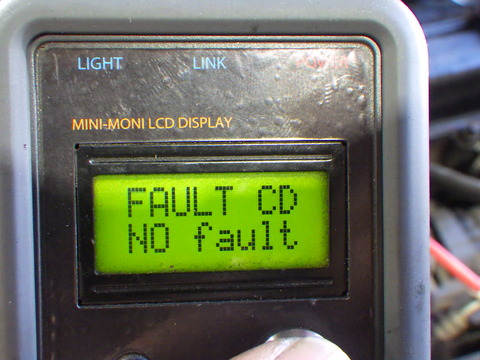 LIGHT LINK
MINI-MONI LCD DISPLAY
FAULT CD
NO fault